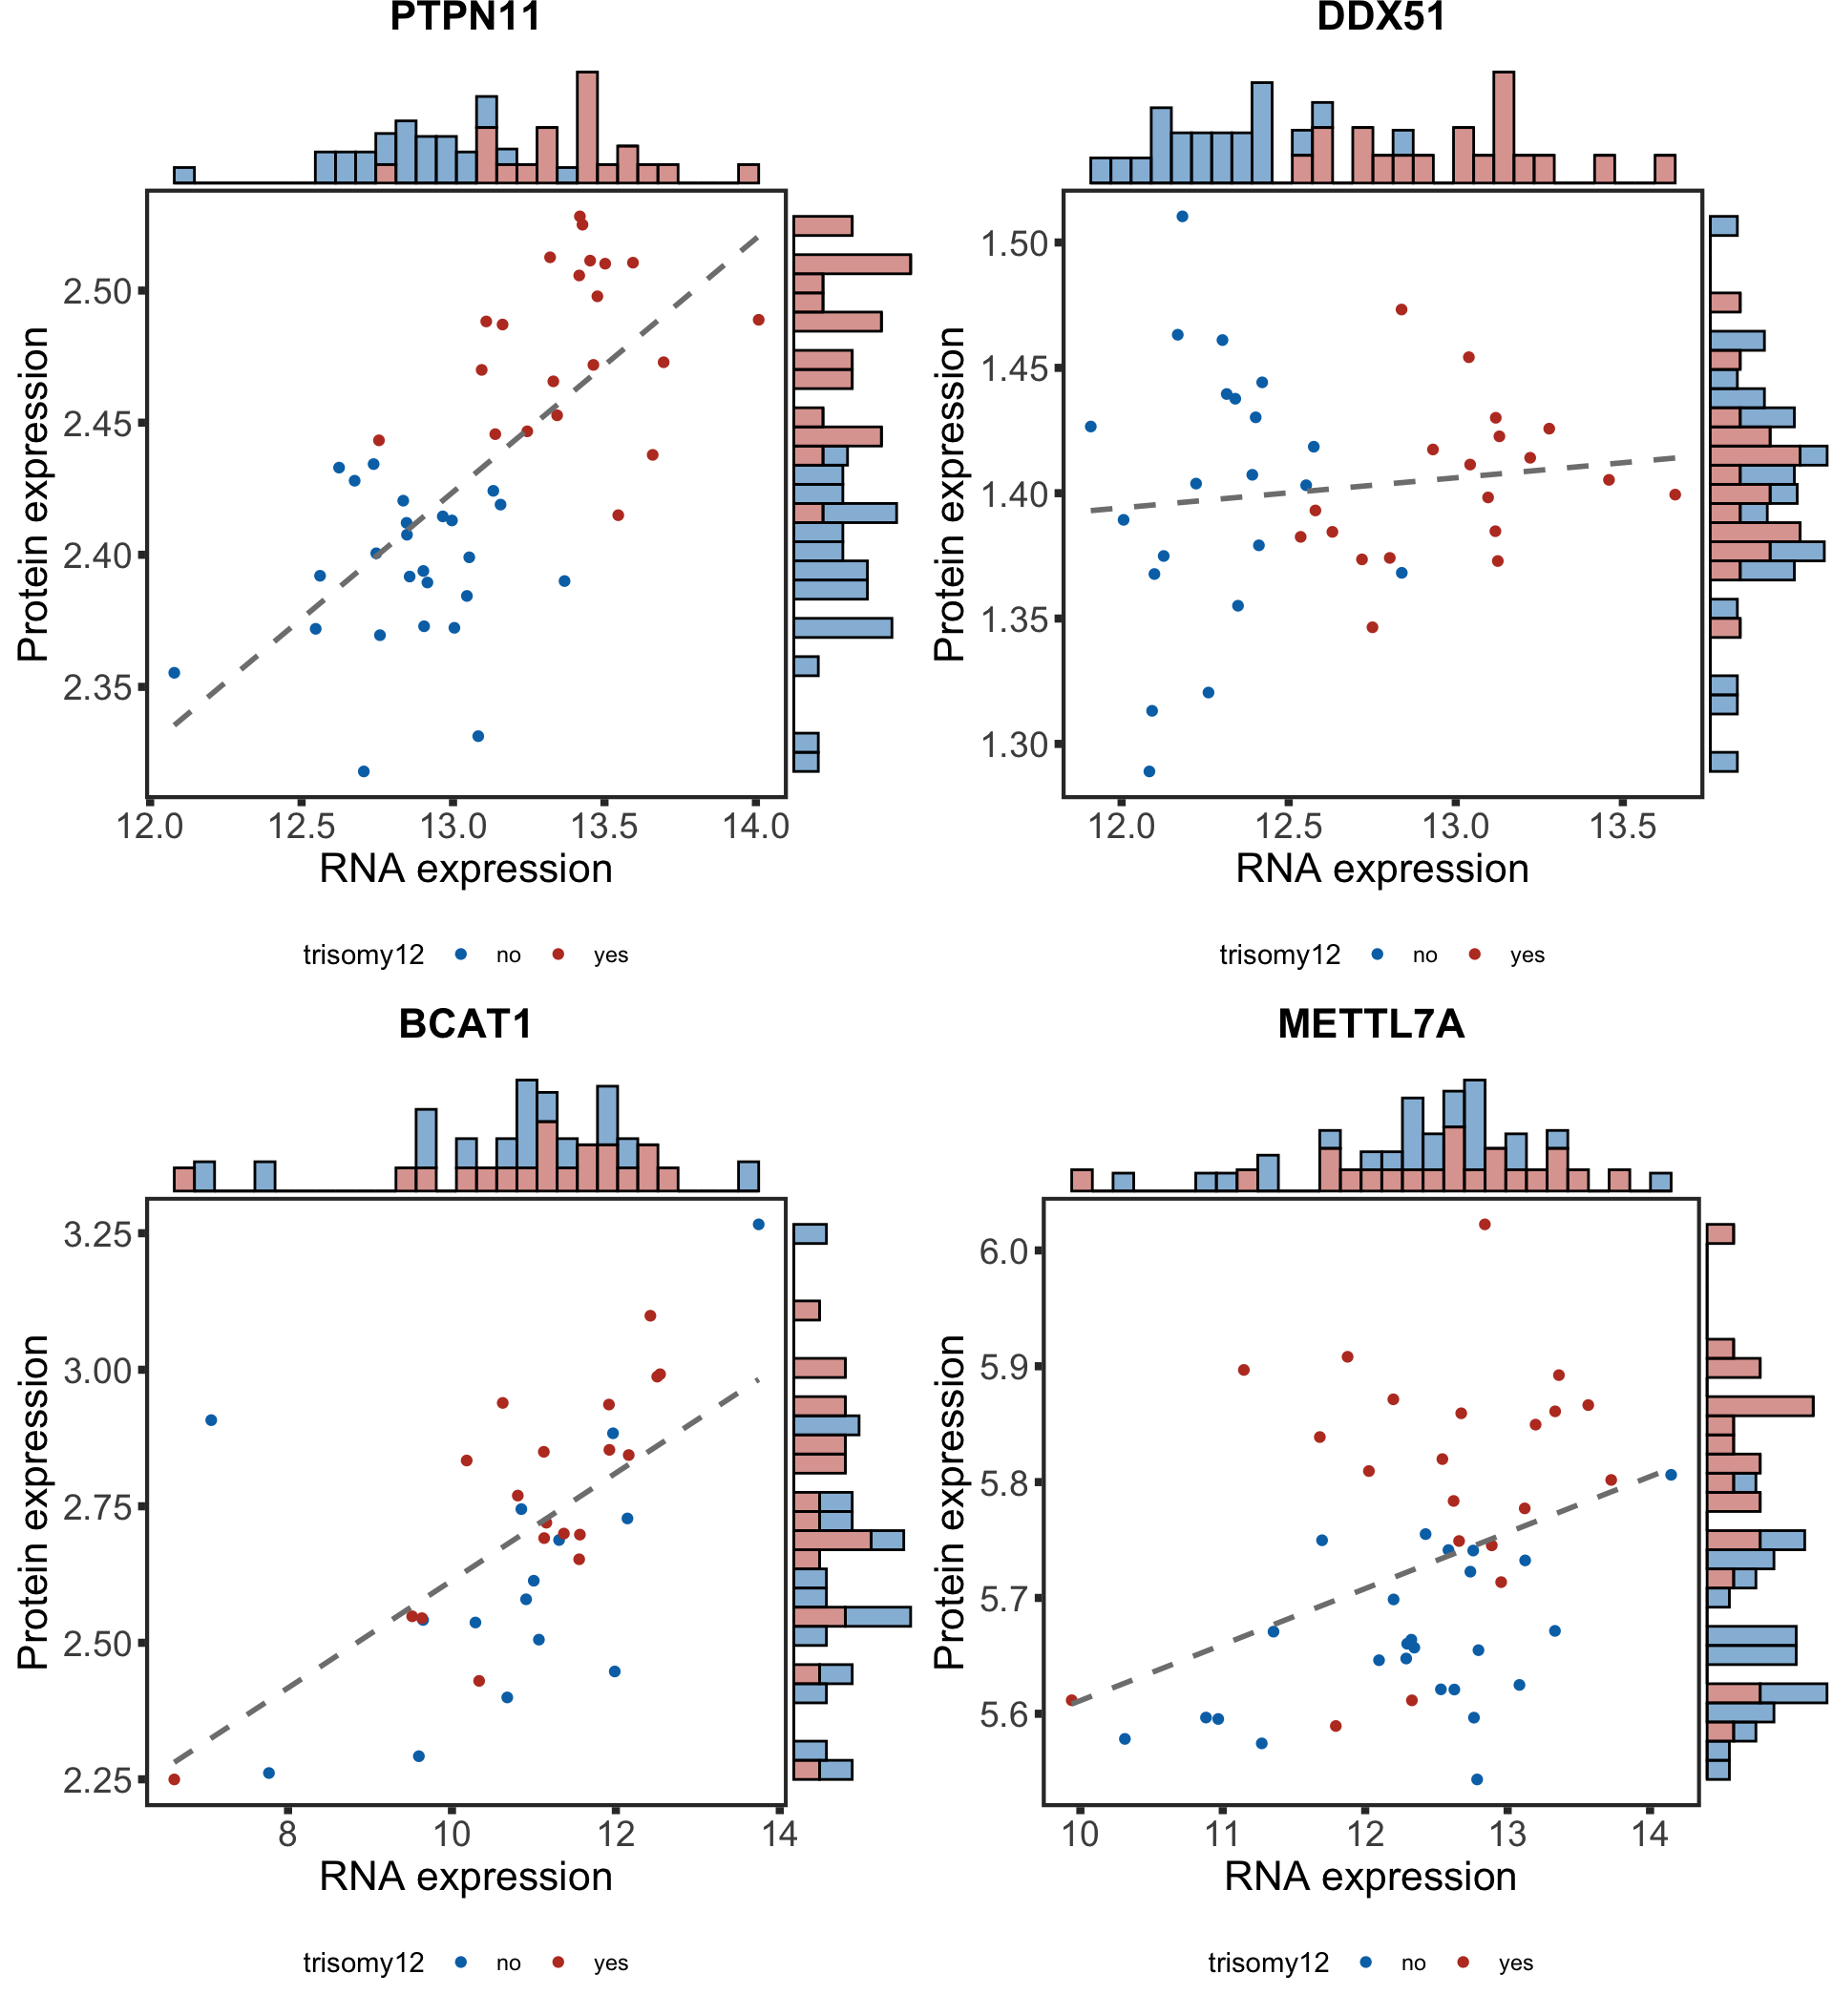 PTPN11
Protein expression
2.50
2.45
2.40
2.35
12.0 12.5 13.0 13.5 14.0
RNA expression
trisomy12 no yes
DDX51
Protein expression
1.50
1.45
1.40
1.35
1.30
12.0 12.5 13.0 13.5
RNA expression
trisomy12 no yes
BCAT1
Protein expression
3.25
3.00
2.75
2.50
2.25
8 10 12 14
RNA expression
trisomy12 no yes
METTL7A
Protein expression
6.0
5.9
5.8
5.7
5.6
10 11 12 13 14
RNA expression
trisomy12 no yes